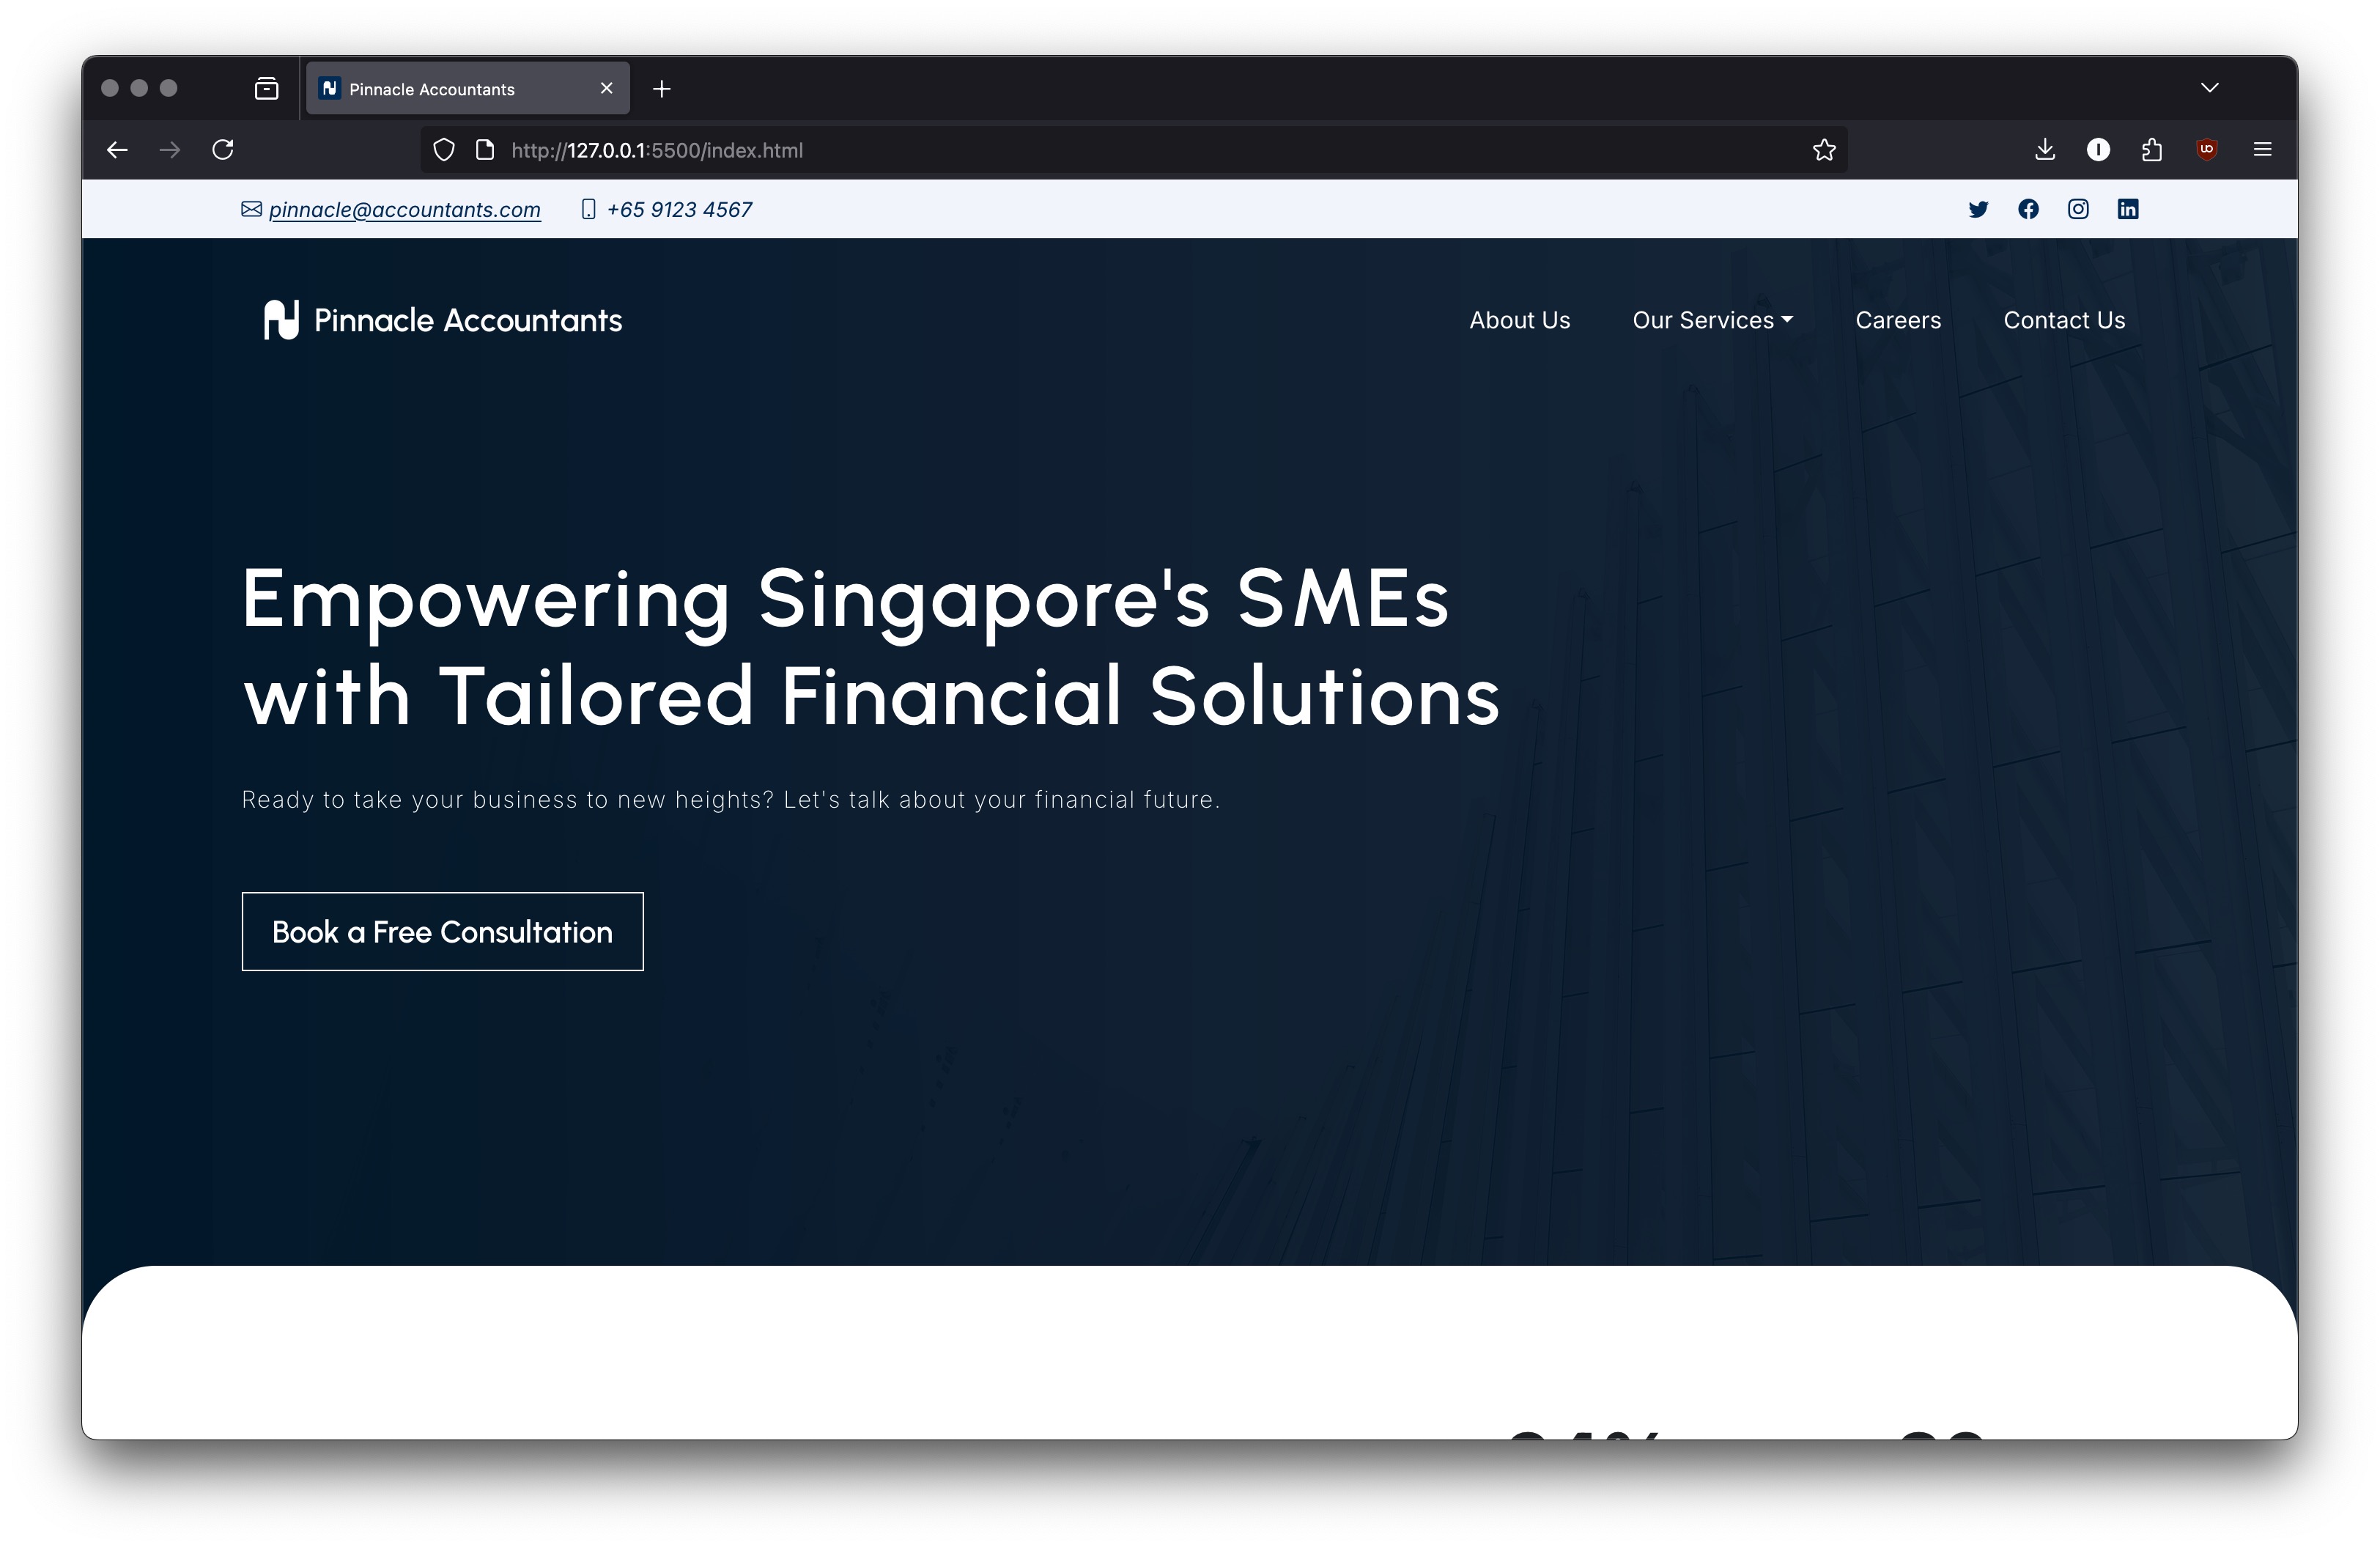 Pinnacle Accountants
http://127.0.0.1:5500/index.html
pinnacle@accountants.com +65 9123 4567
Pinnacle Accountants About Us Our Services Careers Contact Us
Empowering Singapore's SMEs
with Tailored Financial Solutions
Ready to take your business to new heights? Let's talk about your financial future.
Book a Free Consultation